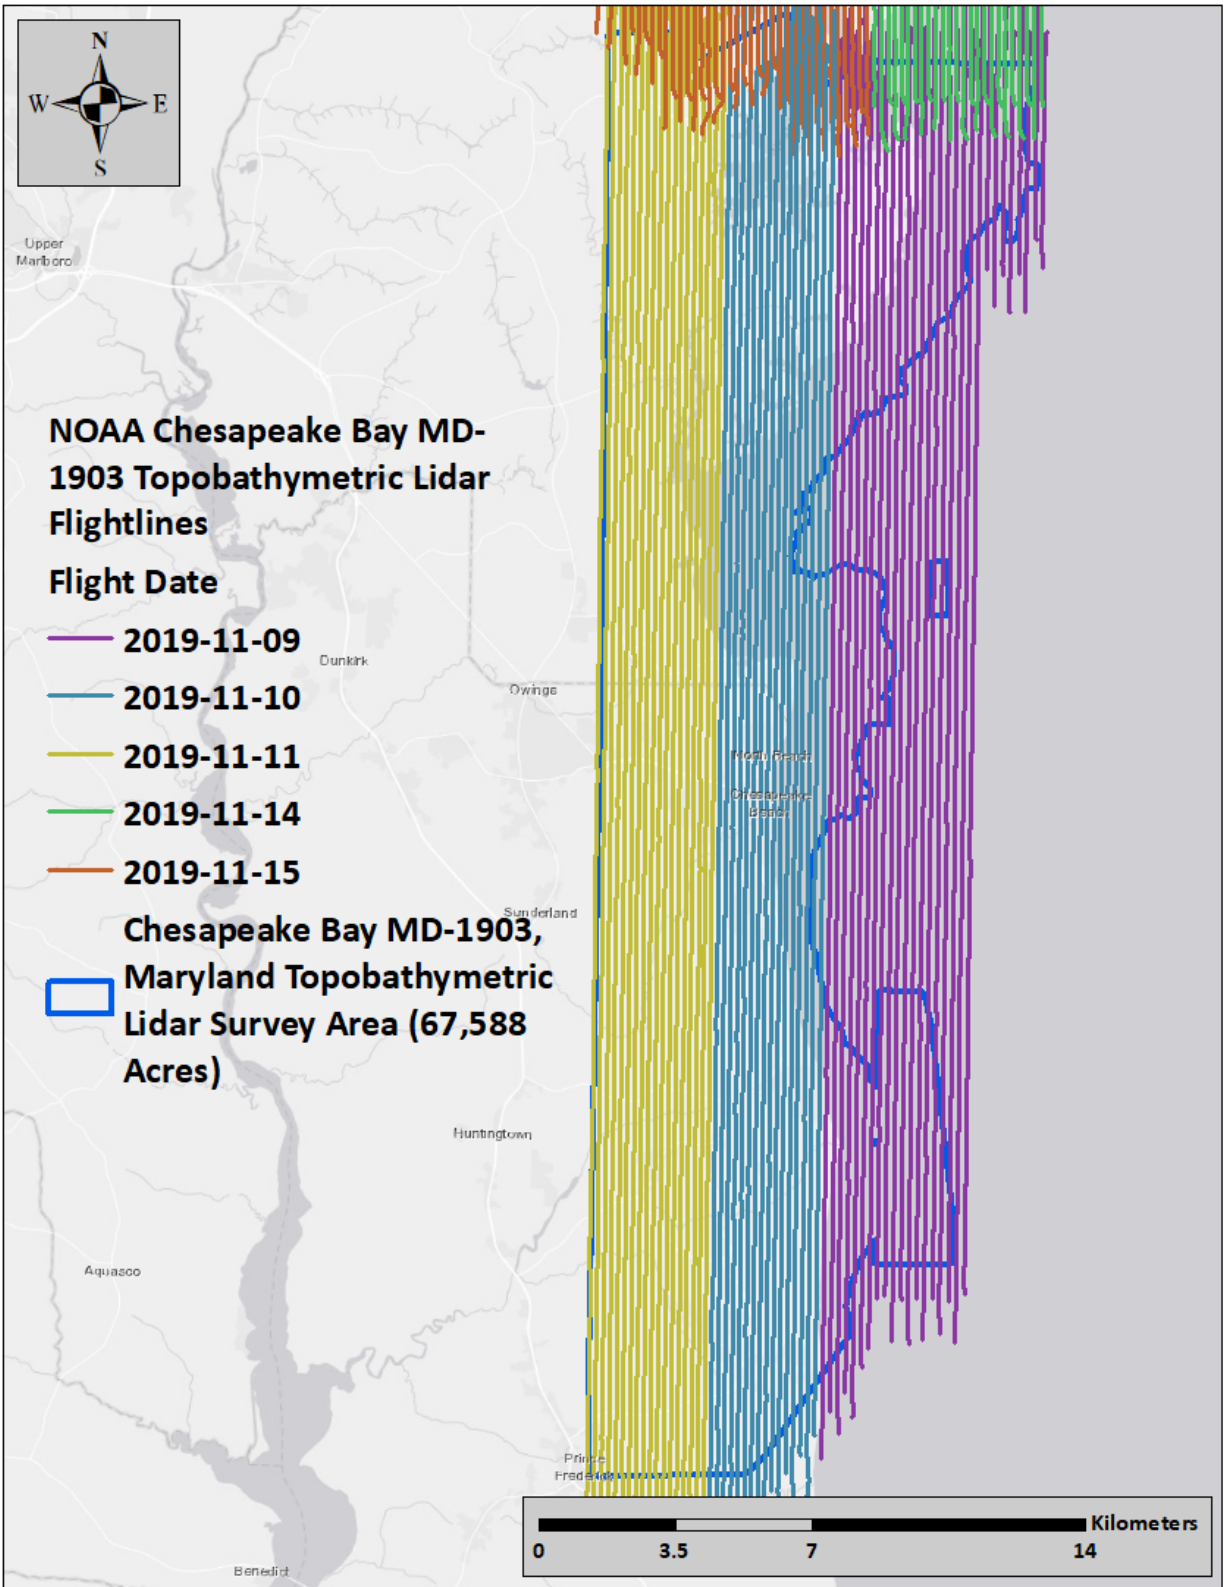 N
W
E
S
Upper
Marlboro
NOAA Chesapeake Bay MD-
1903 Topobathymetric Lidar
Flightlines
Flight Date
2019-11-09
2019-11-10
2019-11-11
2019-11-14
2019-11-15
Chesapeake Bay MD-1903,
Maryland Topobathymetric
Lidar Survey Area (67,588
Acres)
Dunkirk
Owings
North Beach
Chesapeake
Beach
Sunderland
Huntingtown
Aquasco
Prince
Frederick
Benedict
Kilometers
0
3.5
7
14